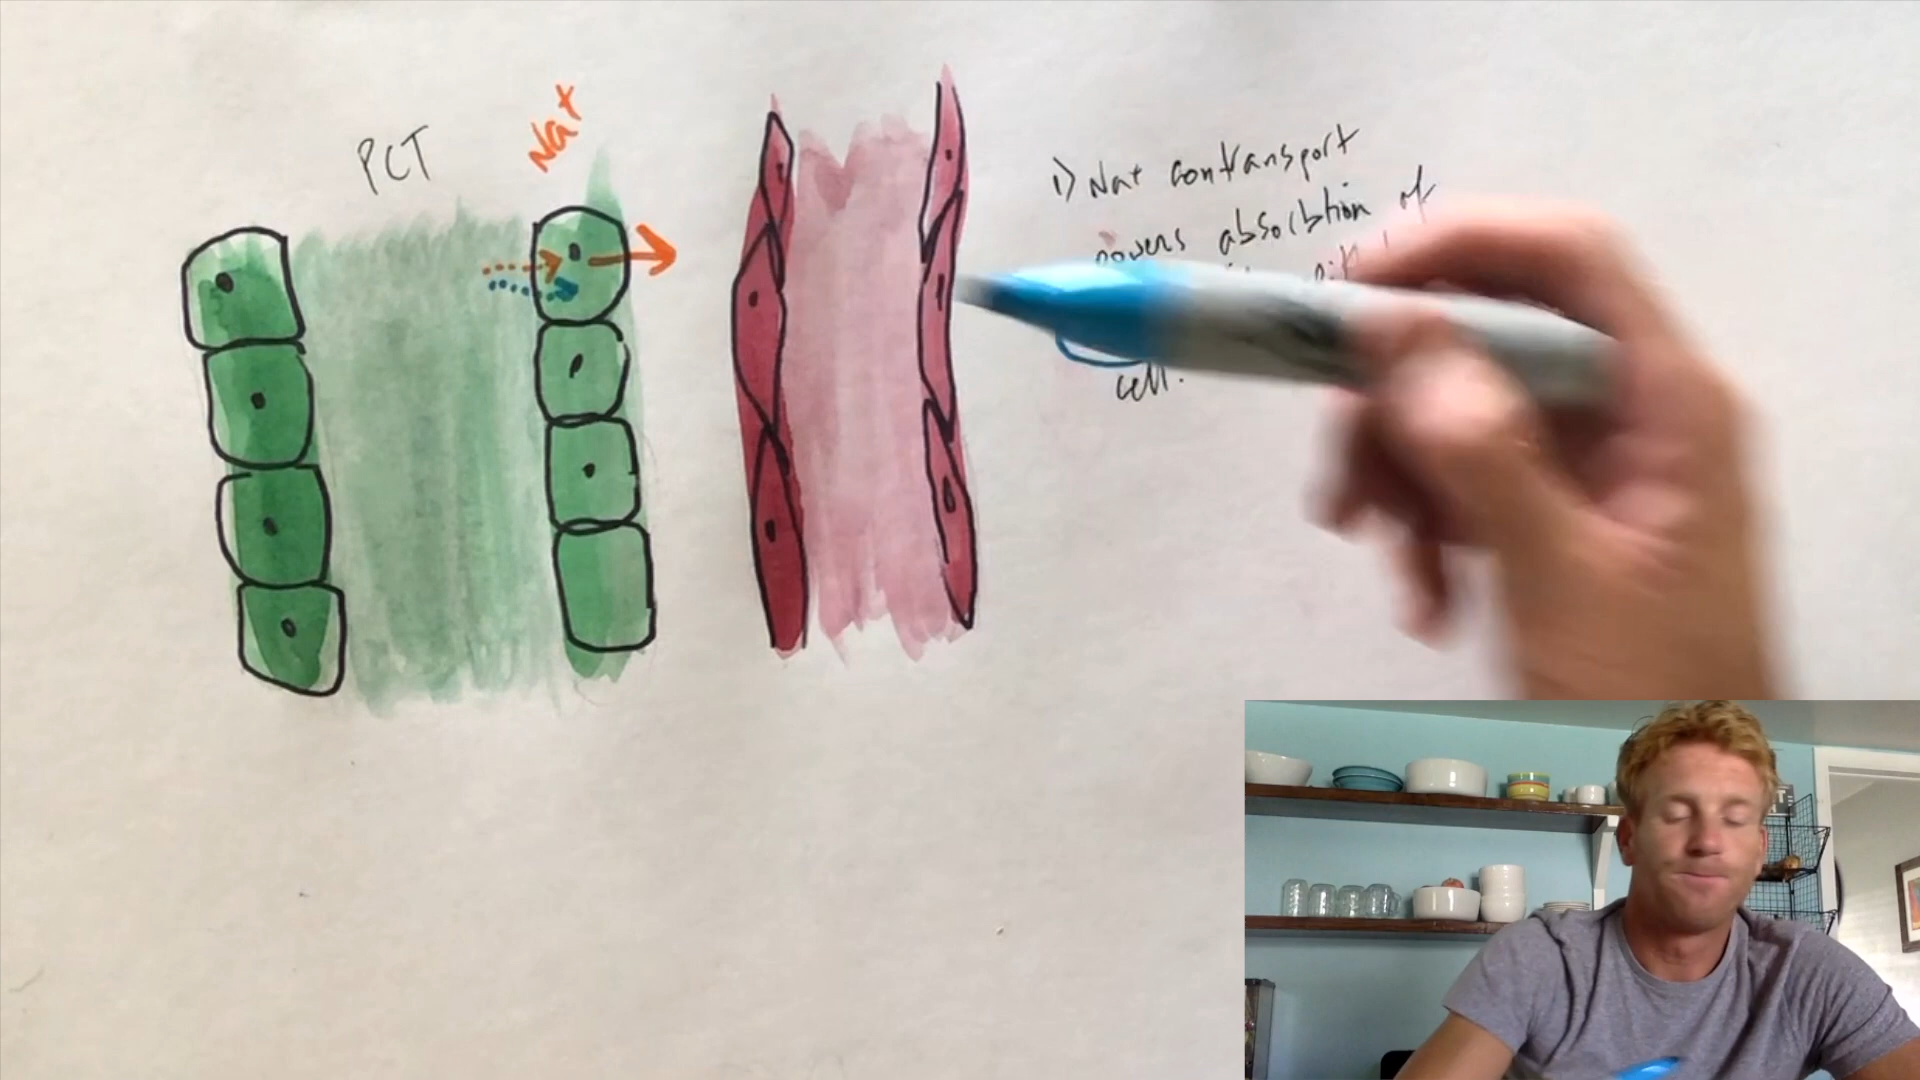 PCT
Na+
1) Na+ contransport
powers absorbtion of
cell.